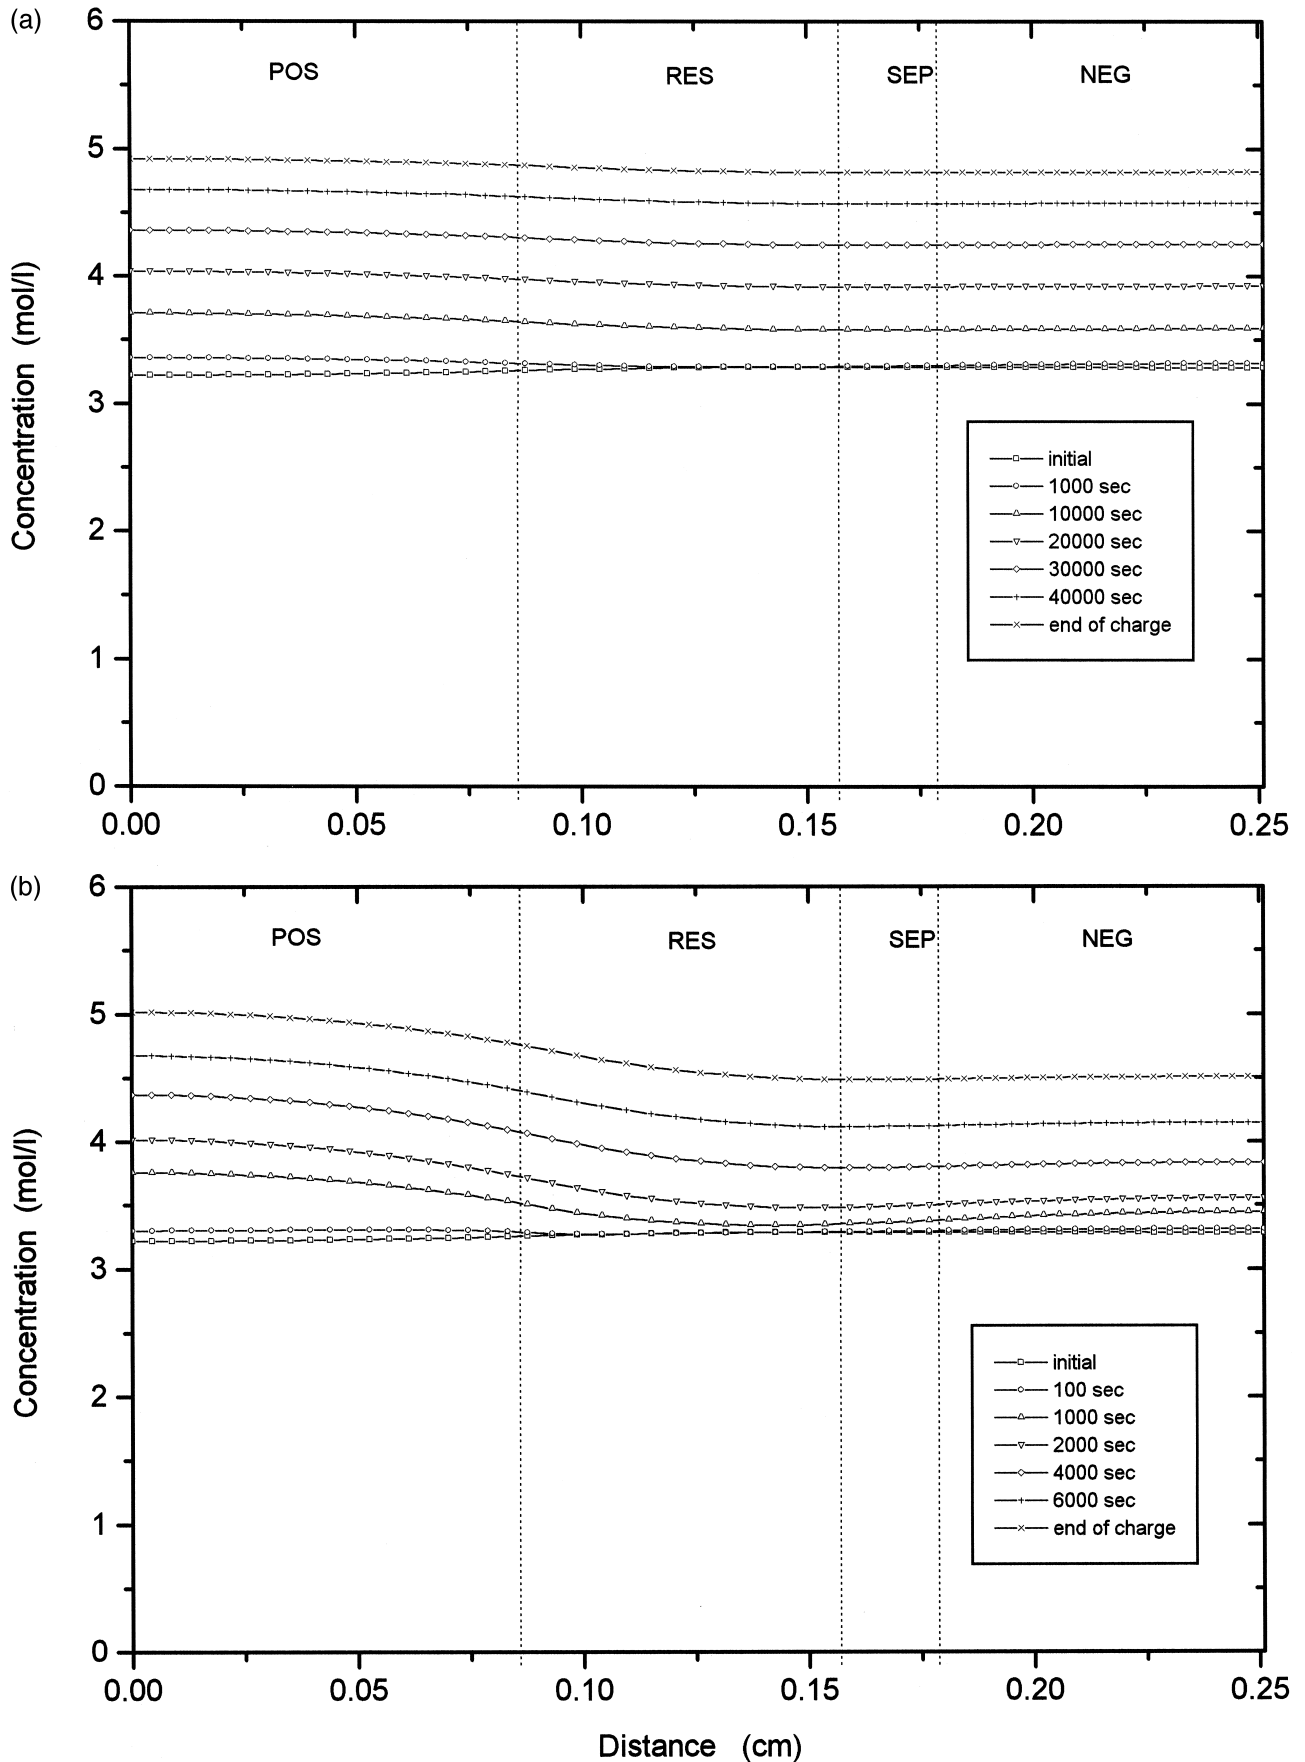 (a)
6
POS RES SEP NEG
5
4
3
2
1
0
Concentration (mol/l)
initial
1000 sec
10000 sec
20000 sec
30000 sec
40000 sec
end of charge
0.00 0.05 0.10 0.15 0.20 0.25
(b)
6
POS RES SEP NEG
5
4
3
2
1
0
Concentration (mol/l)
initial
100 sec
1000 sec
2000 sec
4000 sec
6000 sec
end of charge
0.00 0.05 0.10 0.15 0.20 0.25
Distance (cm)